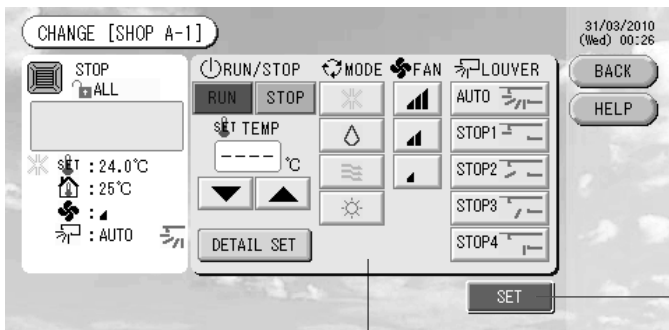 CHANGE [SHOP A-1]
31/03/2010
(Wed) 00:26
BACK
HELP
STOP
ALL
SET : 24.0°C
: 25°C
:
: AUTO
RUN/STOP
RUN STOP
SET TEMP
---- °C
DETAIL SET
MODE
FAN
LOUVER
AUTO
STOP1
STOP2
STOP3
STOP4
SET